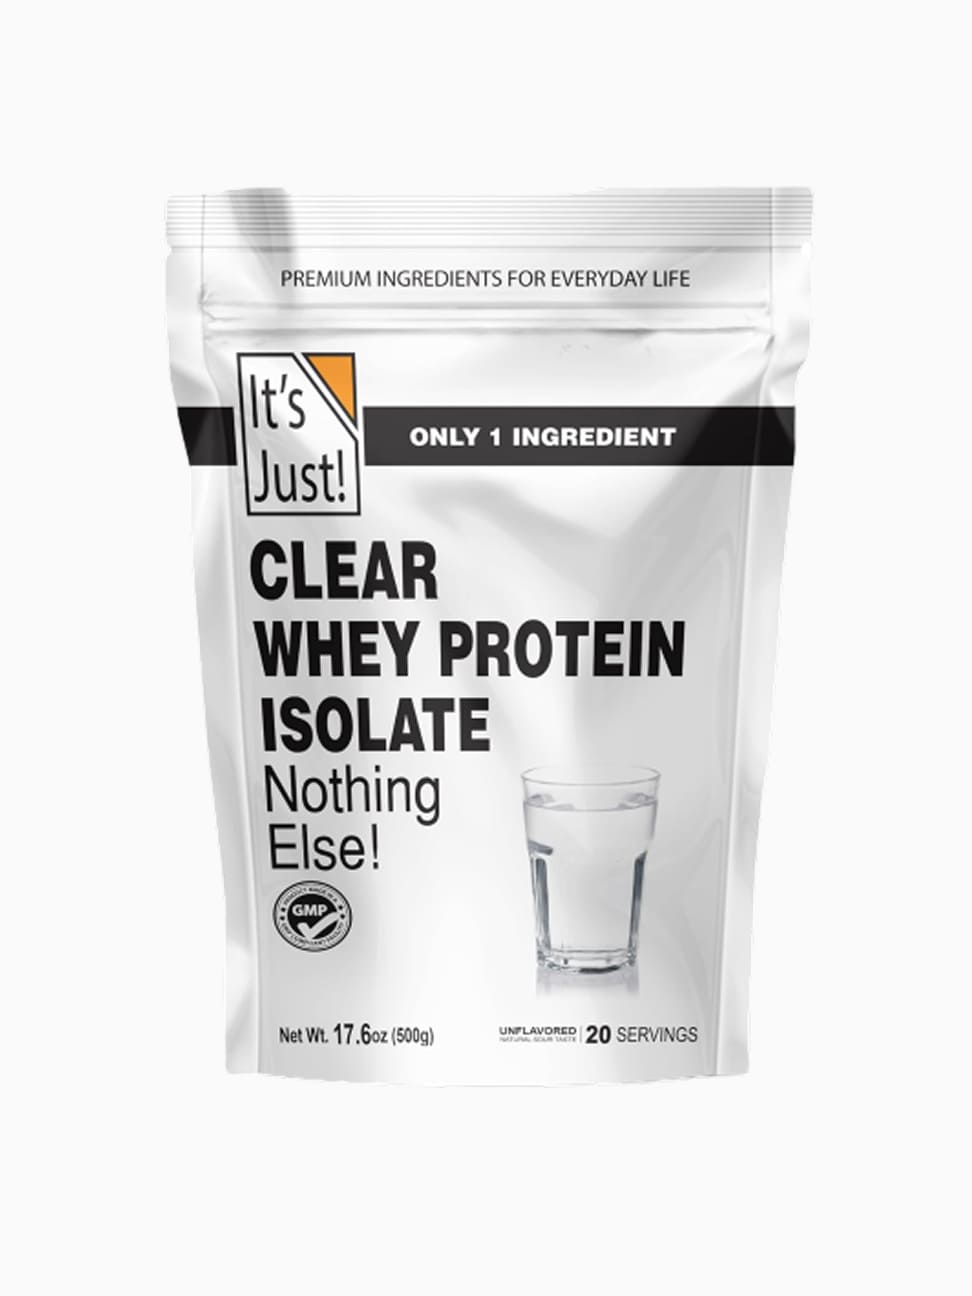 PREMIUM INGREDIENTS FOR EVERYDAY LIFE
It's
Just!
ONLY 1 INGREDIENT
CLEAR
WHEY PROTEIN
ISOLATE
Nothing
Else!
GMP
Net Wt. 17.6oz (500g)
UNFLAVORED
NATURAL SOUR TASTE
20 SERVINGS